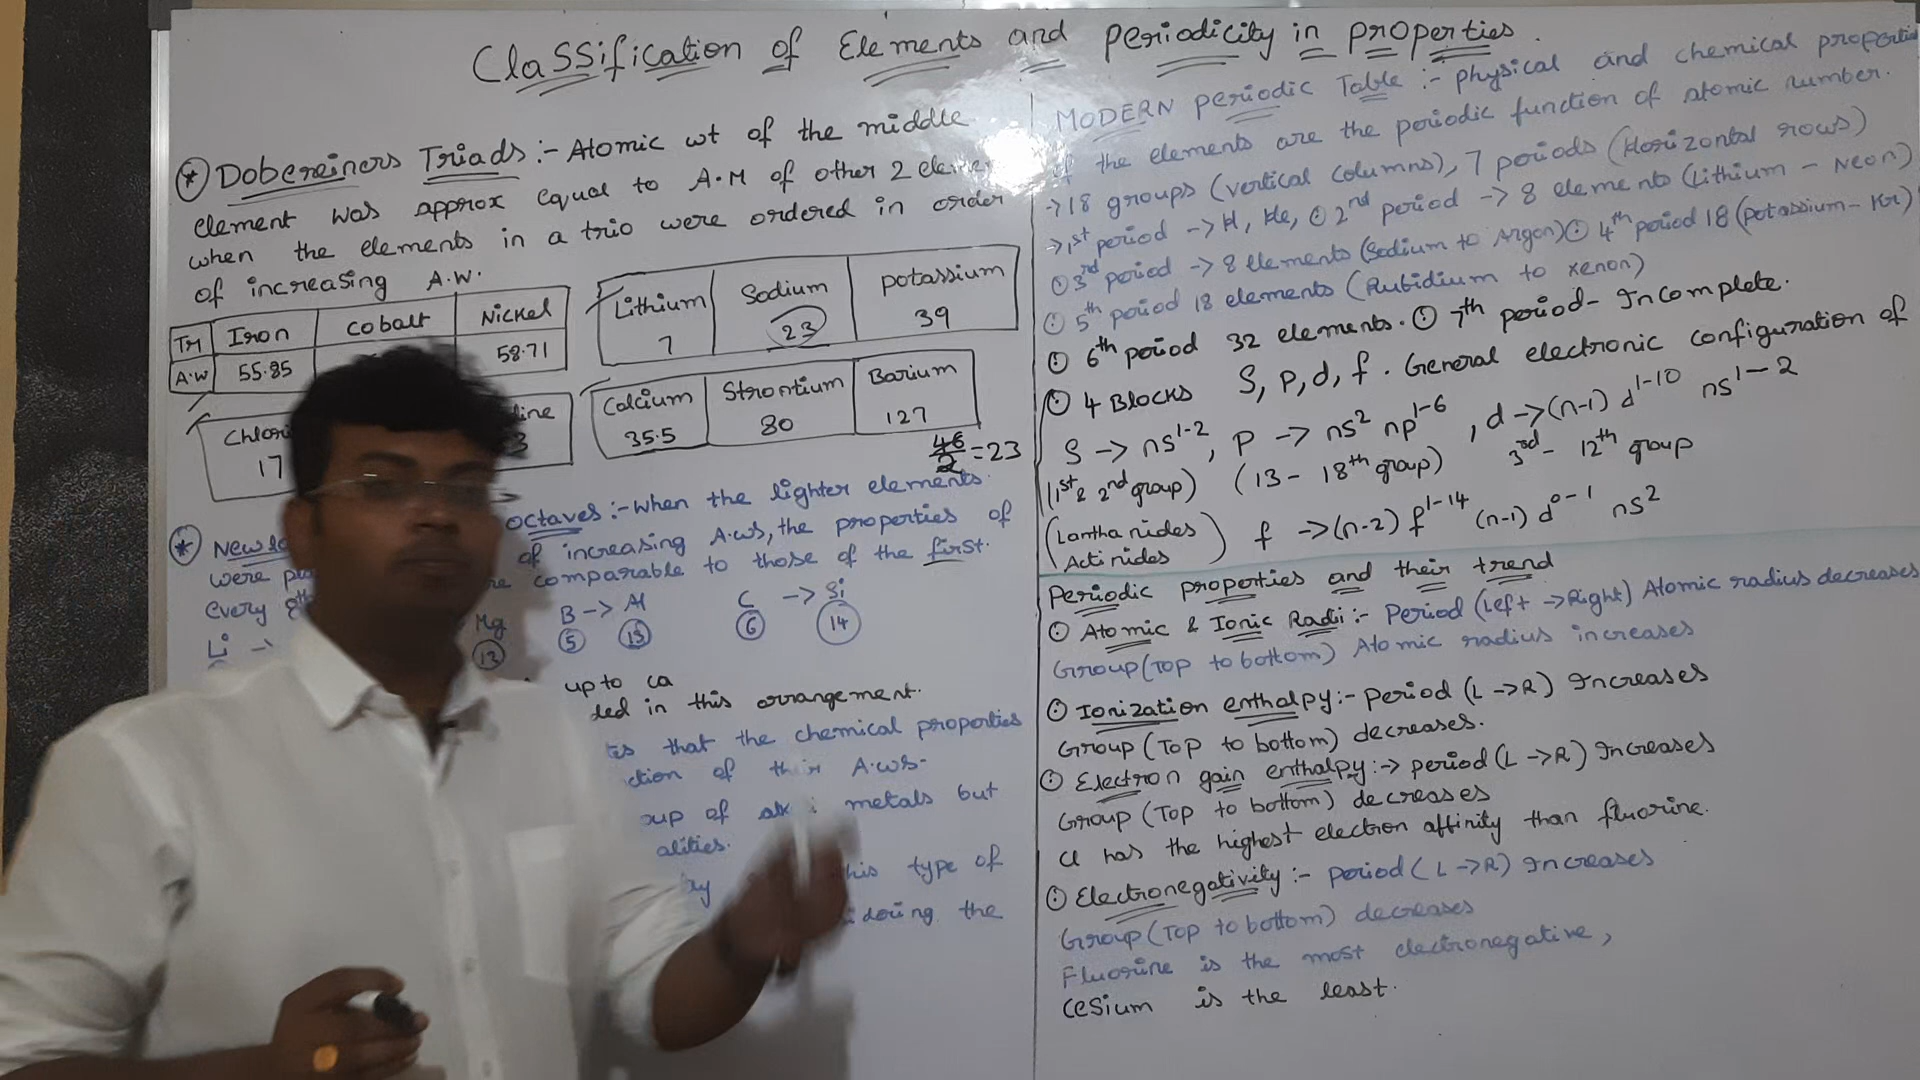 Classification of Elements and periodicity in properties.
* Dobereiners Triads :- Atomic wt of the middle
element was approx equal to A.M of other 2
when the elements in a trio were ordered in order
of increasing A.W.
Tri Iron Cobalt Nickel
A.W 55.85 58.71
Lithium Sodium potassium
7 23 39
17
Calcium Strontium Barium
35.5 80 127
46/2 = 23
* octaves :- when the lighter elements
were of increasing A.ws, the properties of
every comparable to those of the first.
Li -> Mg B -> Al C -> Si
5 13 6 14
up to ca
in this arrangement.
that the chemical properties
of their A.ws.
of metals but
type of
the
MODERN periodic Table :- physical and chemical
of the elements are the periodic function of atomic number.
-> 18 groups (vertical columns), 7 periods (Horizontal rows)
-> 1st period -> H, He, 2nd period -> 8 elements (Lithium - Neon)
3rd period -> 8 elements (Sodium to Argon) 4th period 18 (potassium - Kr)
5th period 18 elements (Rubidium to xenon)
6th period 32 elements. 7th period - Incomplete.
4 Blocks S, p, d, f. General electronic configuration of
S -> ns1-2, p -> ns2 np1-6, d -> (n-1) d1-10 ns1-2
(1st & 2nd group) (13 - 18th group) 3rd - 12th group
(Lanthanides Actinides) f -> (n-2) f1-14 (n-1) d0-1 ns2
Periodic properties and their trend
Atomic & Ionic Radii :- Period (Left -> Right) Atomic radius decreases
Group (Top to bottom) Atomic radius increases
Ionization enthalpy :- period (L -> R) Increases
Group (Top to bottom) decreases.
Electron gain enthalpy :-> period (L -> R) Increases
Group (Top to bottom) decreases
Cl has the highest electron affinity than fluorine.
Electronegativity :- period (L -> R) Increases
Group (Top to bottom) decreases
Fluorine is the most electronegative,
Cesium is the least.